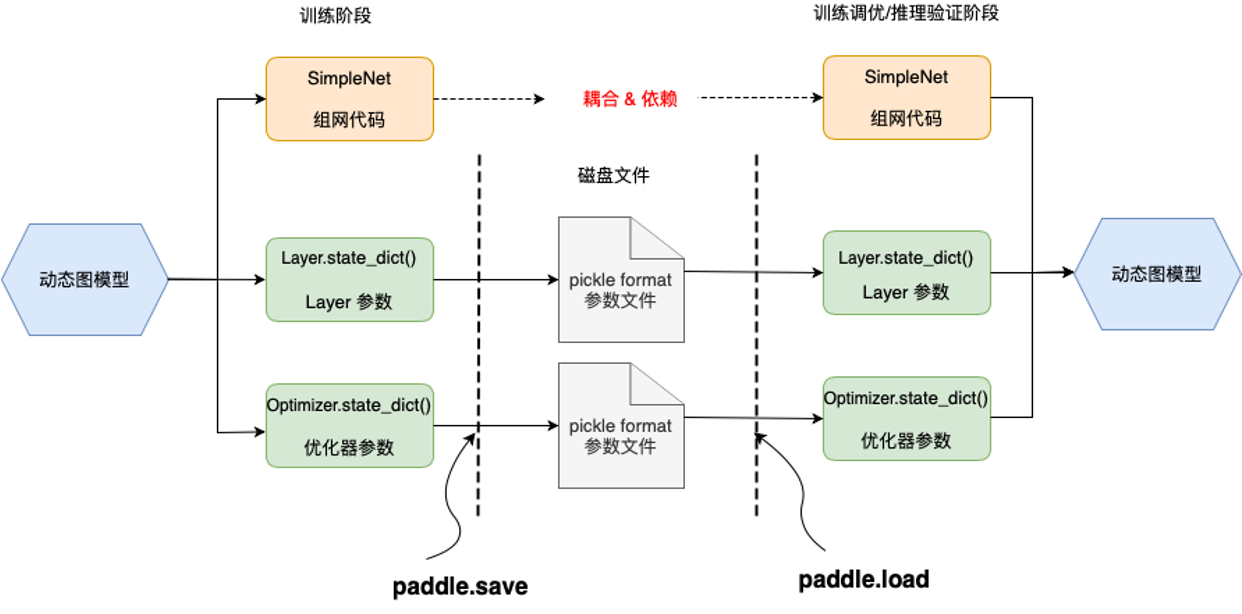 训练阶段
训练调优/推理验证阶段
SimpleNet
组网代码
耦合 & 依赖
SimpleNet
组网代码
磁盘文件
动态图模型
Layer.state_dict()
Layer 参数
pickle format
参数文件
Layer.state_dict()
Layer 参数
动态图模型
Optimizer.state_dict()
优化器参数
pickle format
参数文件
Optimizer.state_dict()
优化器参数
paddle.save
paddle.load